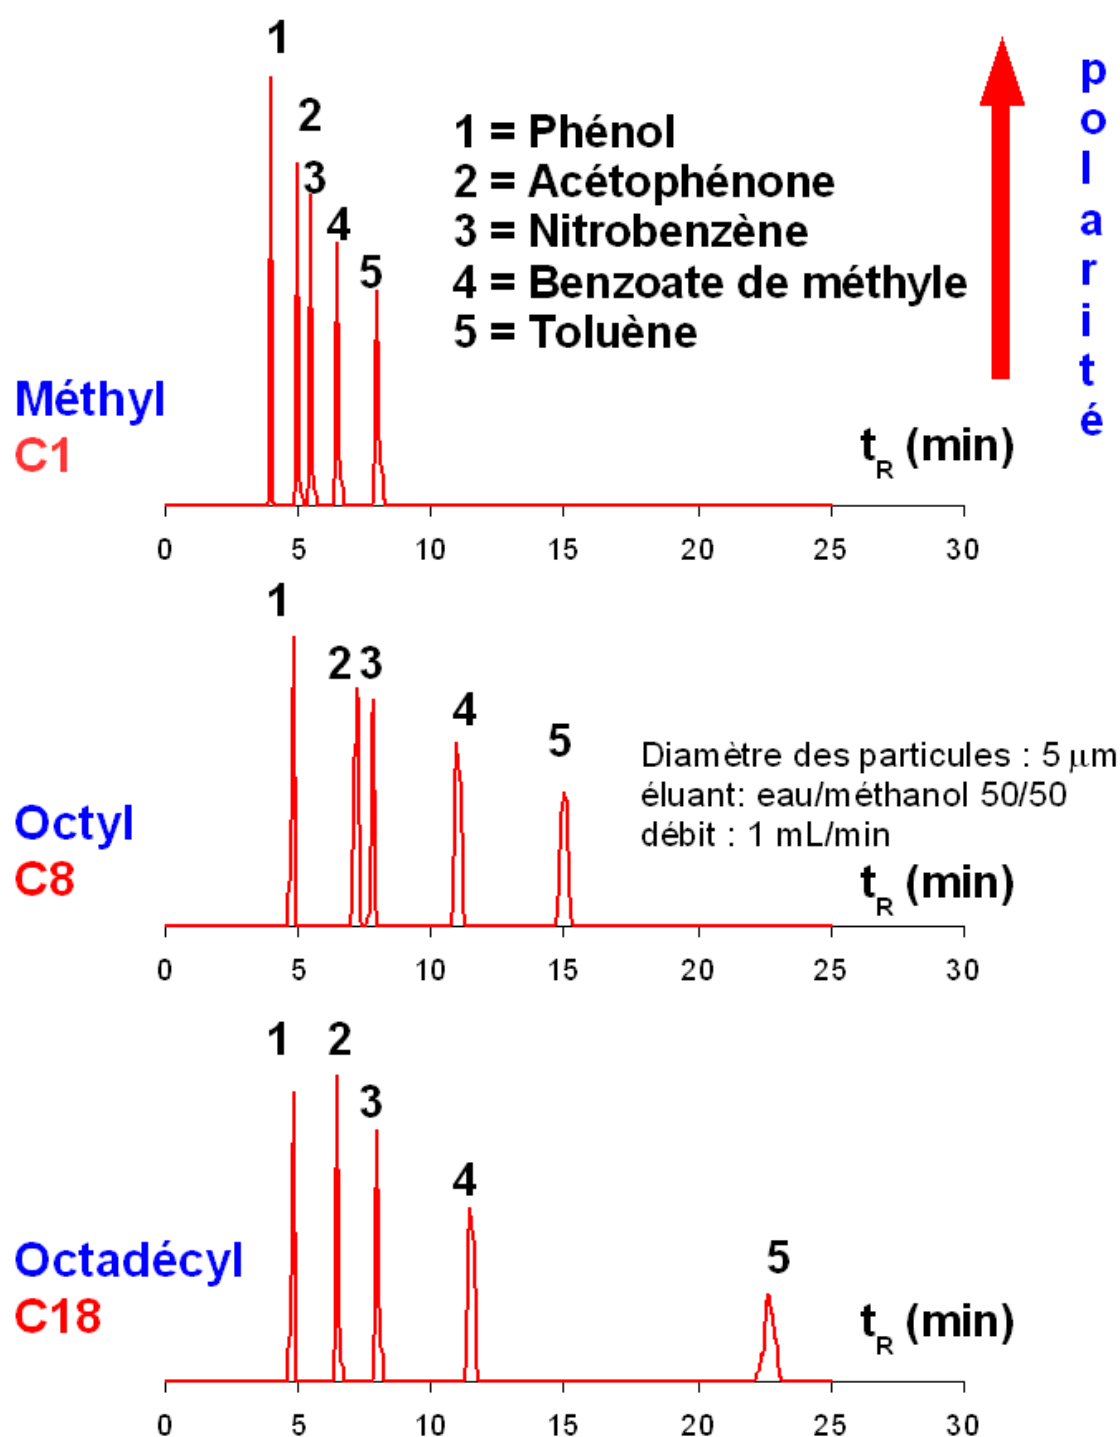 1
2
3
4
5
1 = Phénol
2 = Acétophénone
3 = Nitrobenzène
4 = Benzoate de méthyle
5 = Toluène
polarité
Méthyl
C1
tR (min)
0 5 10 15 20 25 30
1
2 3
4
5
Diamètre des particules : 5 µm
éluant: eau/méthanol 50/50
débit : 1 mL/min
Octyl
C8
tR (min)
0 5 10 15 20 25 30
1 2
3
4
5
Octadécyl
C18
tR (min)
0 5 10 15 20 25 30